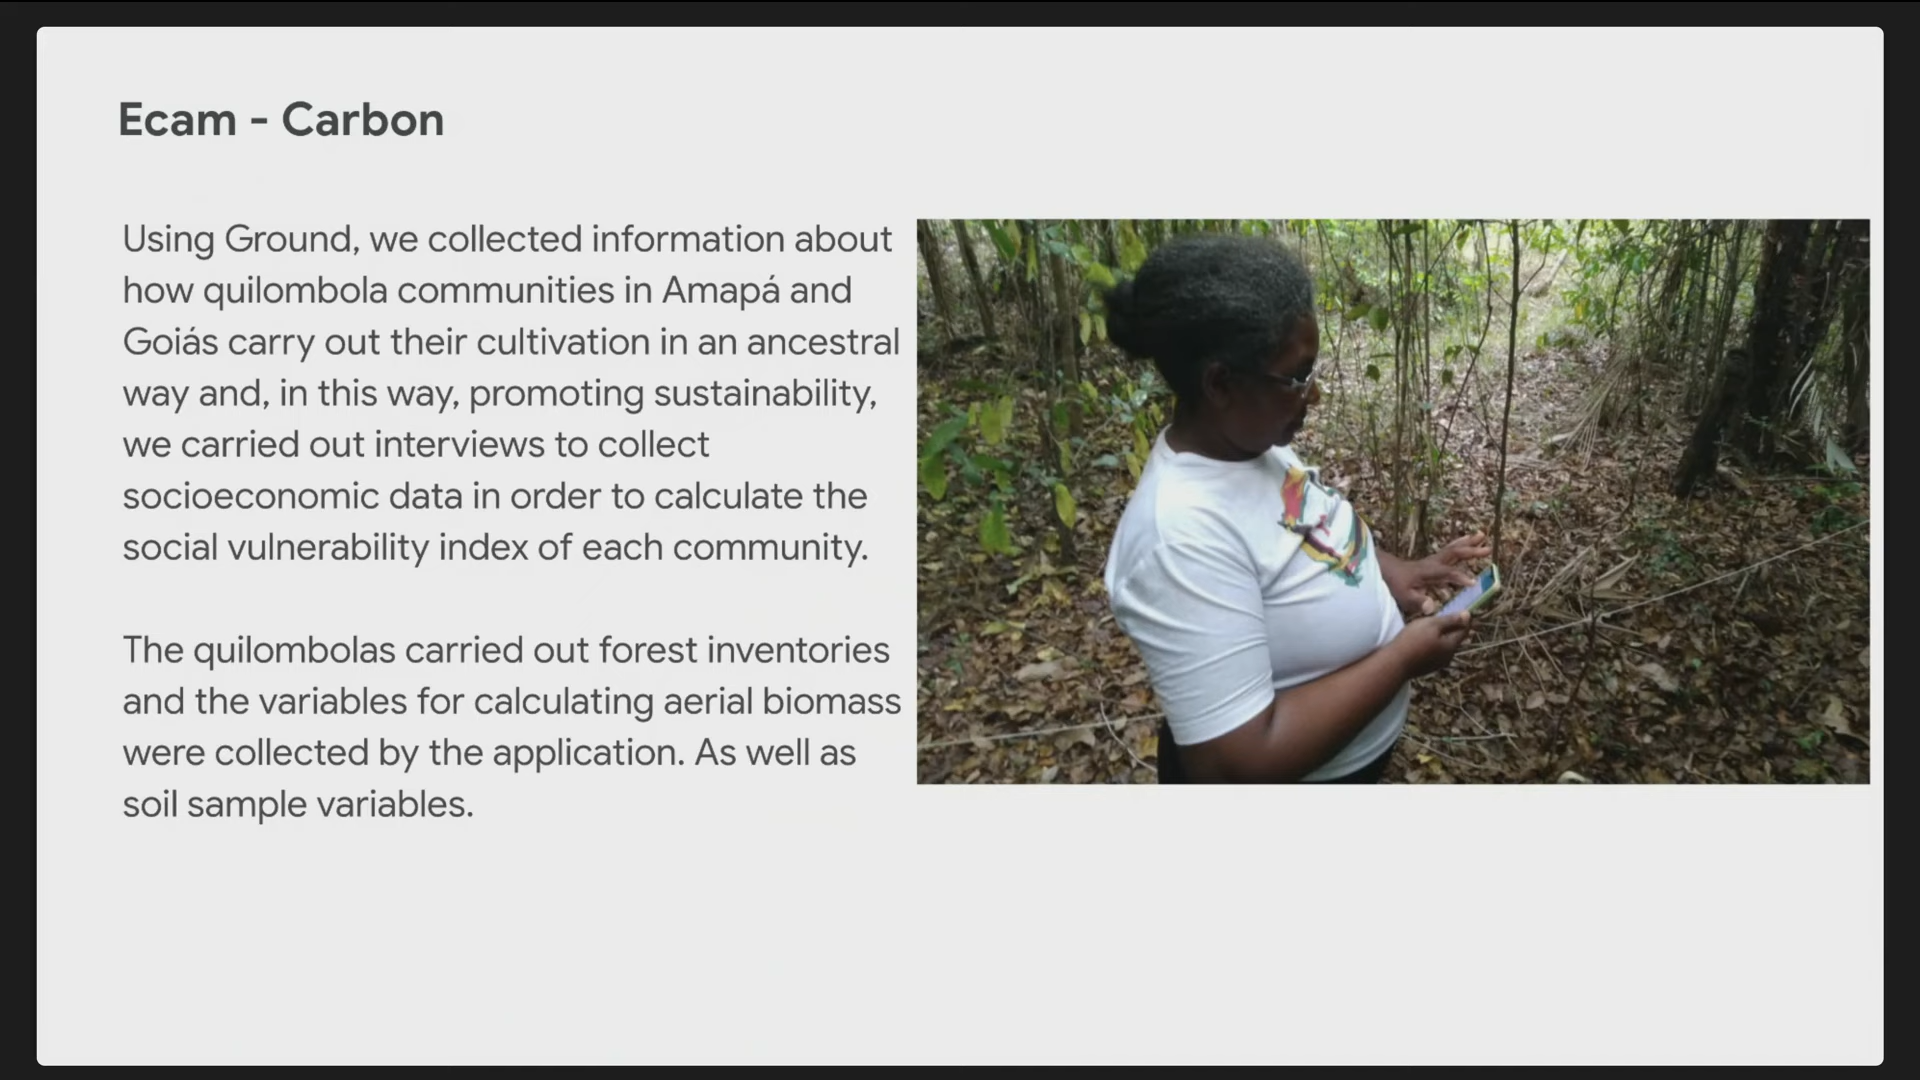 Ecam - Carbon
Using Ground, we collected information about
how quilombola communities in Amapá and
Goiás carry out their cultivation in an ancestral
way and, in this way, promoting sustainability,
we carried out interviews to collect
socioeconomic data in order to calculate the
social vulnerability index of each community.
The quilombolas carried out forest inventories
and the variables for calculating aerial biomass
were collected by the application. As well as
soil sample variables.